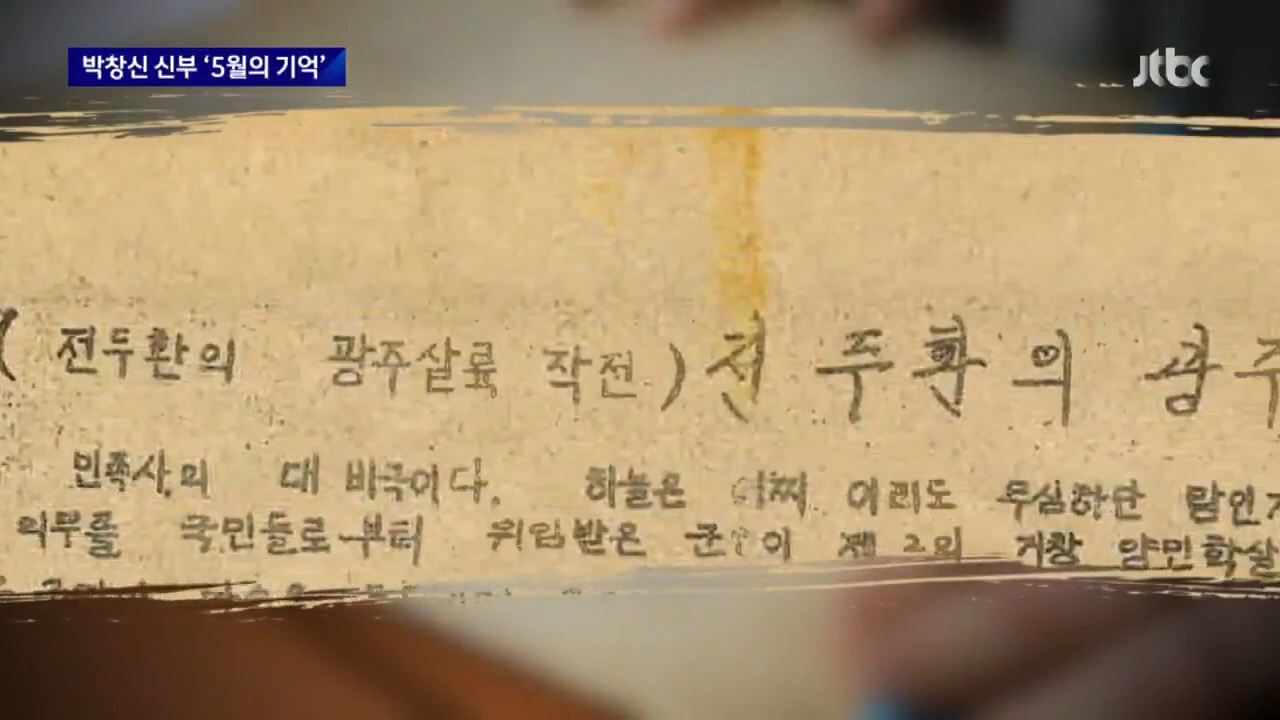 박창신 신부 ‘5월의 기억’
jtbc
( 전두환의 광주살륙 작전 ) 전 두 환 의 광 주
민족사의 대 비극이다. 하늘은 어찌 이리도 무심하단 말인가
의무를 국민들로부터 위임받은 군 이 제 2의 거창 양민학살